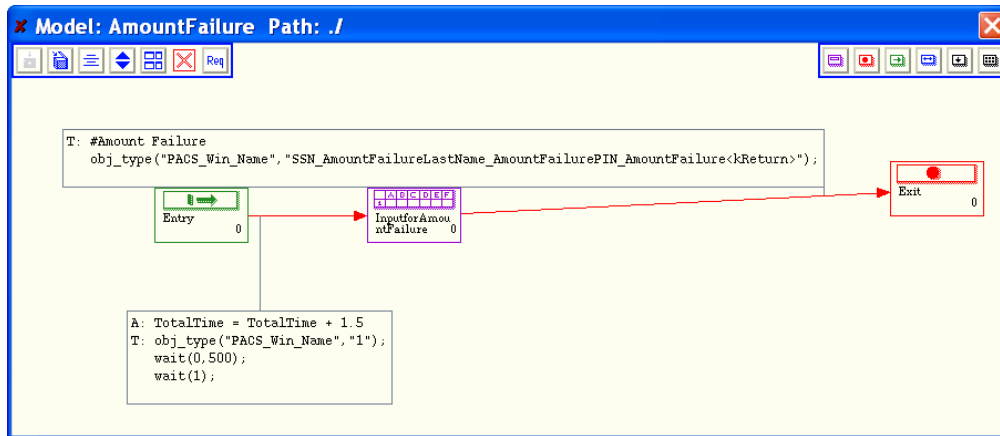 Model: AmountFailure Path: ./
Req
T: #Amount Failure
obj_type("PACS_Win_Name","SSN_AmountFailureLastName_AmountFailurePIN_AmountFailure<kReturn>");
Entry
0
A B C D E F
1
InputforAmou
ntFailure 0
Exit
0
A: TotalTime = TotalTime + 1.5
T: obj_type("PACS_Win_Name","1");
wait(0,500);
wait(1);